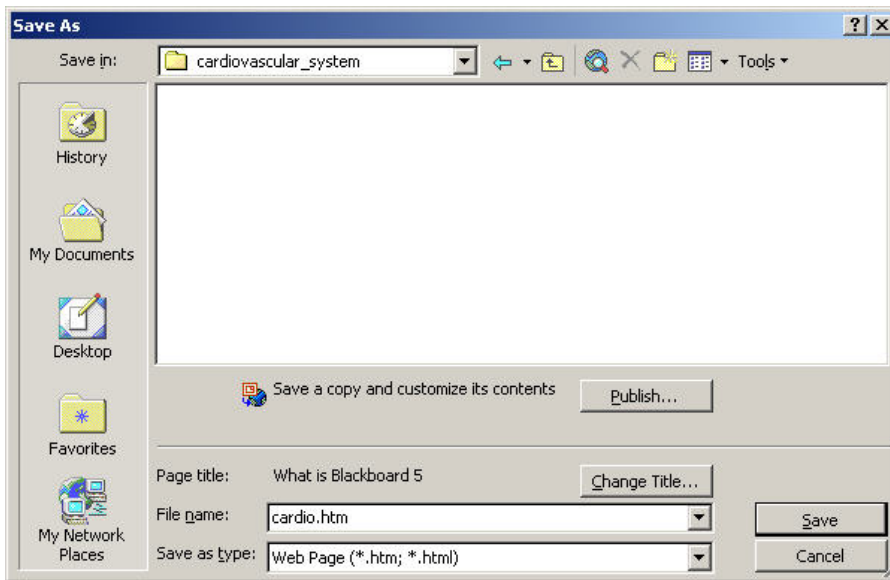 Save As
Save in: cardiovascular_system Tools
History
My Documents
Desktop
Favorites
My Network
Places
Save a copy and customize its contents Publish...
Page title: What is Blackboard 5 Change Title...
File name: cardio.htm Save
Save as type: Web Page (*.htm; *.html) Cancel